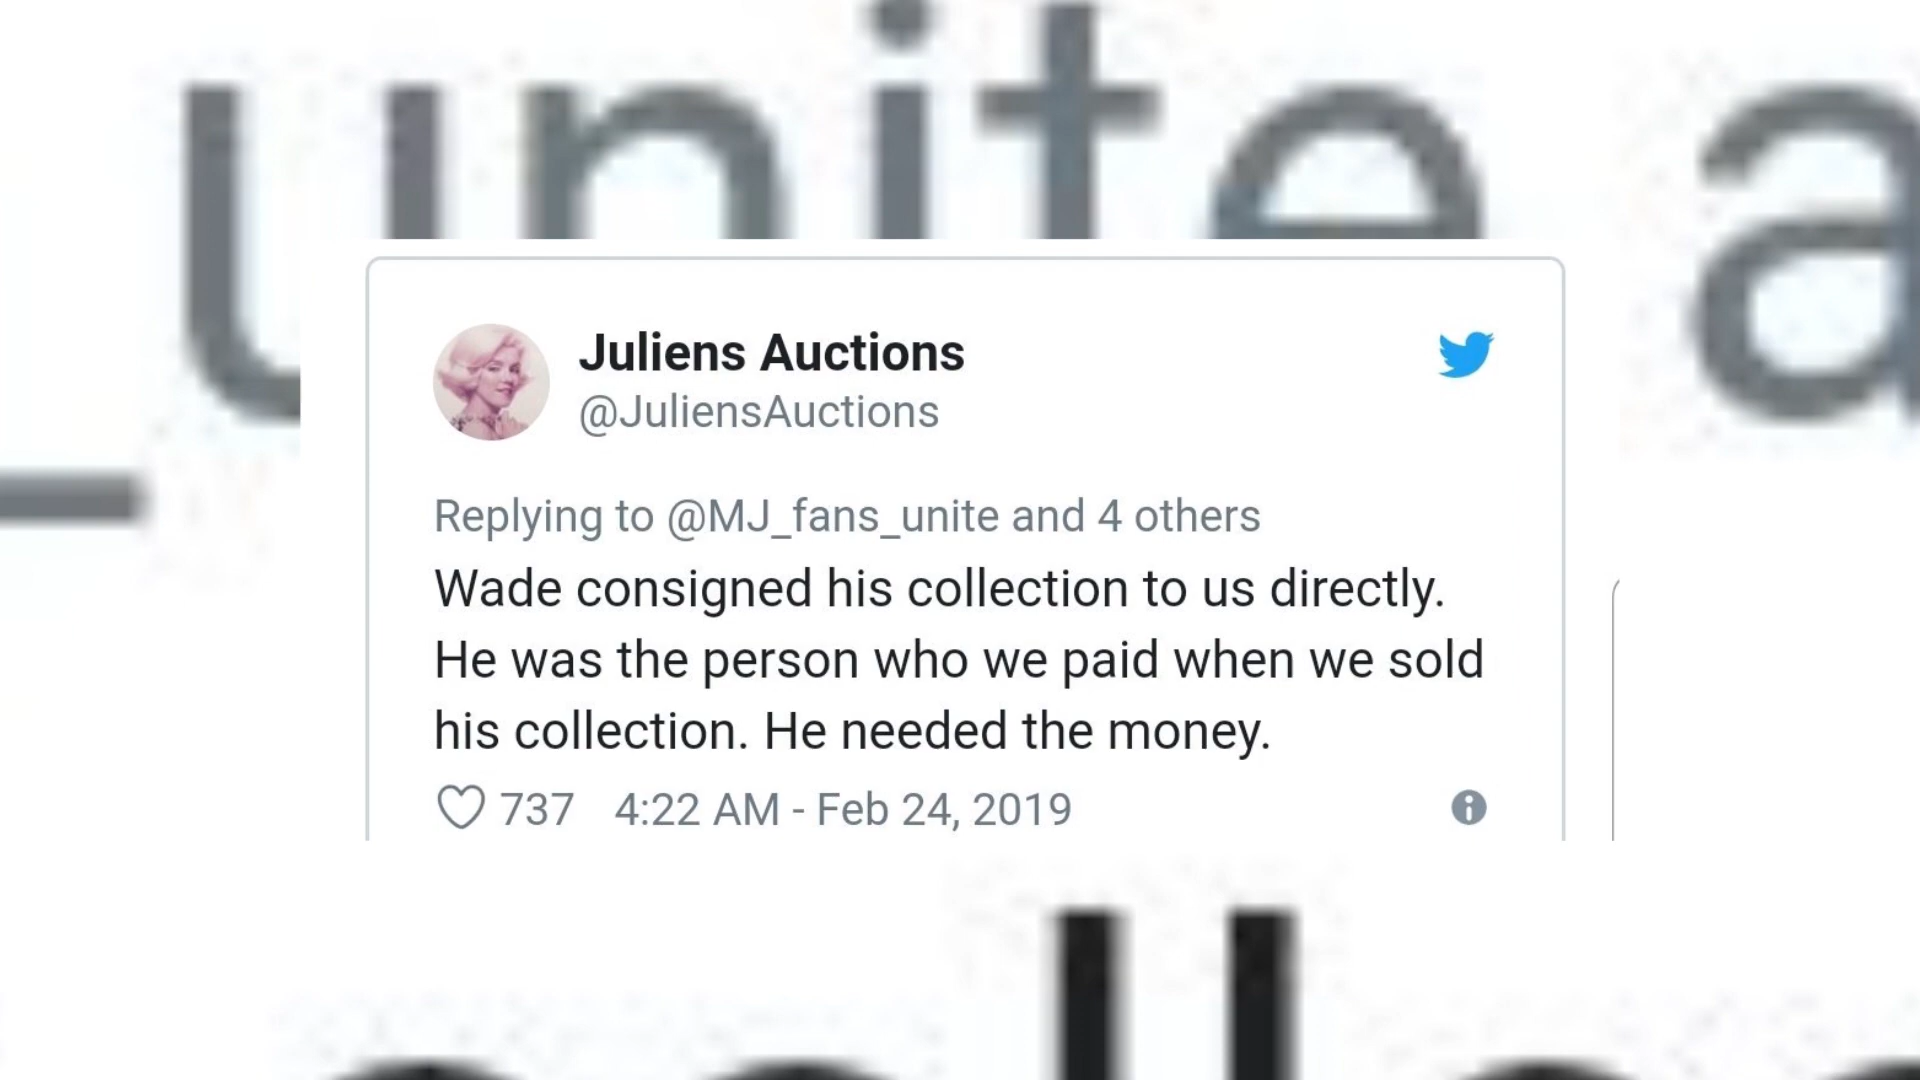 _unite a
Juliens Auctions
@JuliensAuctions
Replying to @MJ_fans_unite and 4 others
Wade consigned his collection to us directly.
He was the person who we paid when we sold
his collection. He needed the money.
737 4:22 AM - Feb 24, 2019